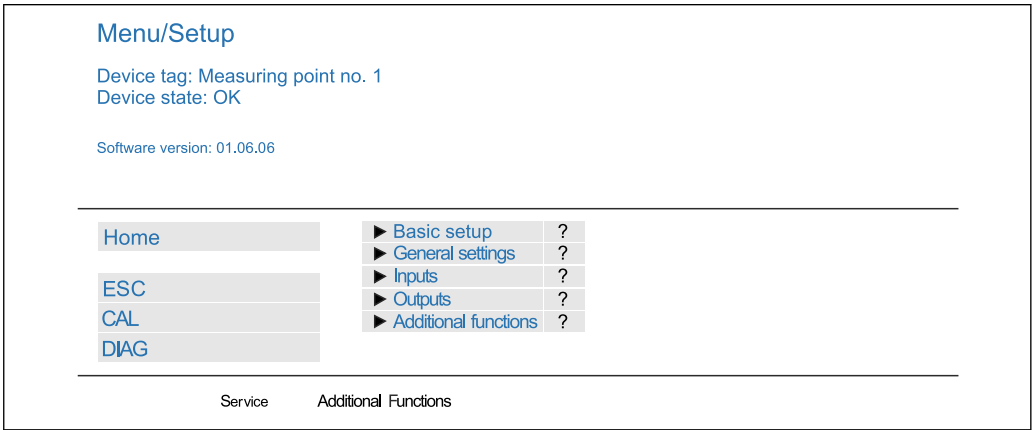 Menu/Setup
Device tag: Measuring point no. 1
Device state: OK
Software version: 01.06.06
Home
ESC
CAL
DIAG
► Basic setup ?
► General settings ?
► Inputs ?
► Outputs ?
► Additional functions ?
Service Additional Functions